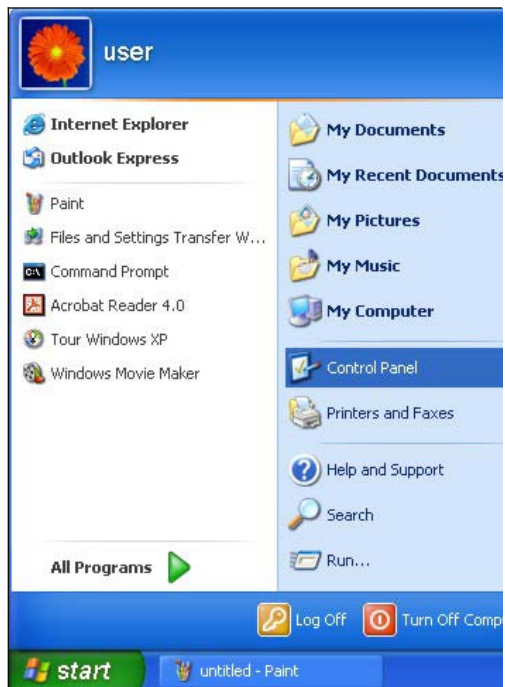 user
Internet Explorer
Outlook Express
Paint
Files and Settings Transfer W...
Command Prompt
Acrobat Reader 4.0
Tour Windows XP
Windows Movie Maker
All Programs
My Documents
My Recent Documents
My Pictures
My Music
My Computer
Control Panel
Printers and Faxes
Help and Support
Search
Run...
Log Off
Turn Off Comp
start
untitled - Paint